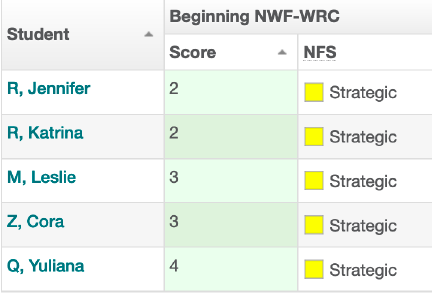 Student Beginning NWF-WRC
Score NFS
R, Jennifer 2 Strategic
R, Katrina 2 Strategic
M, Leslie 3 Strategic
Z, Cora 3 Strategic
Q, Yuliana 4 Strategic